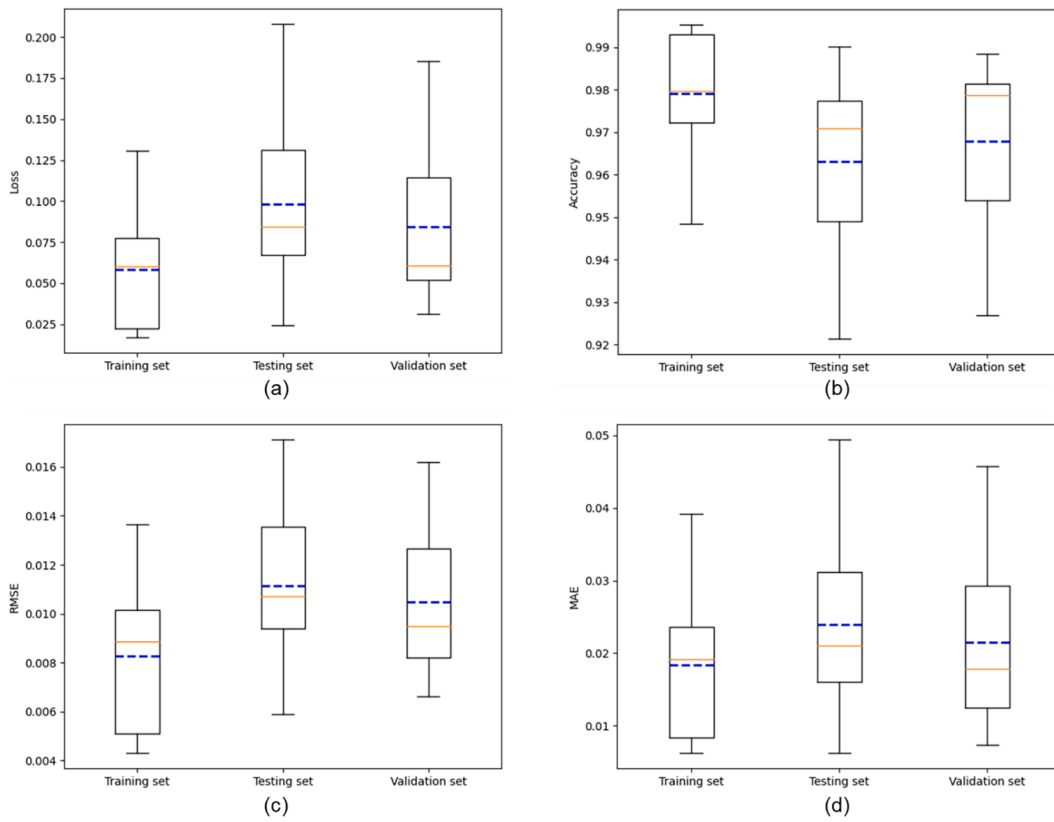 0.200
0.175
0.150
0.125
0.100
0.075
0.050
0.025
Loss
Training set
Testing set
Validation set
(a)
0.99
0.98
0.97
0.96
0.95
0.94
0.93
0.92
Accuracy
Training set
Testing set
Validation set
(b)
0.016
0.014
0.012
0.010
0.008
0.006
0.004
RMSE
Training set
Testing set
Validation set
(c)
0.05
0.04
0.03
0.02
0.01
MAE
Training set
Testing set
Validation set
(d)